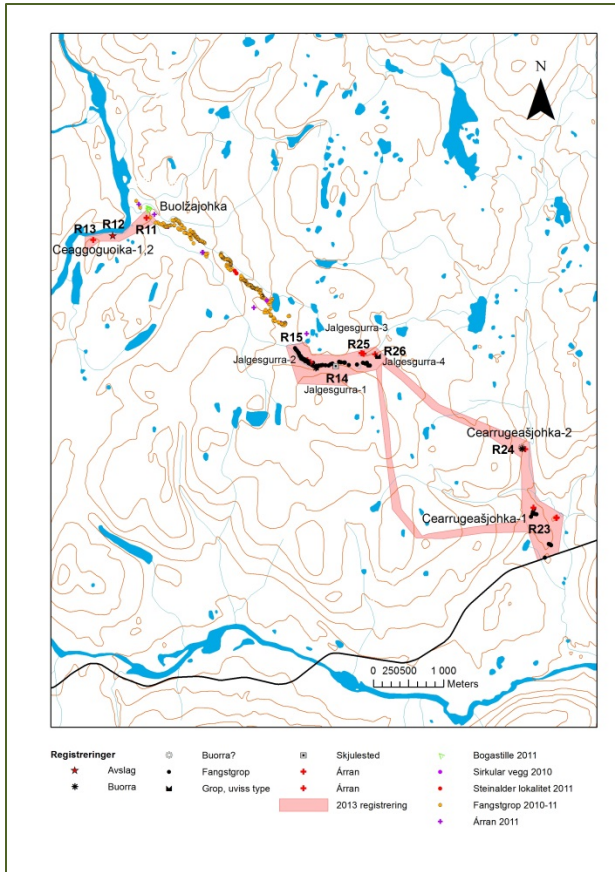 N
Buolžajohka
R12
R13
R11
Ceaggoguoika-1,2
R15
Jalgesgurra-3
R25
R26
Jalgesgurra-2
Jalgesgurra-4
R14
Jalgesgurra-1
Cearrugeašjohka-2
R24
Cearrugeašjohka-1
R23
0 250500 1 000
Meters
Registreringer
Avslag
Buorra
Buorra?
Fangstgrop
Grop, uviss type
Skjulested
Árran
Árran
2013 registrering
Bogastille 2011
Sirkular vegg 2010
Steinalder lokalitet 2011
Fangstgrop 2010-11
Árran 2011